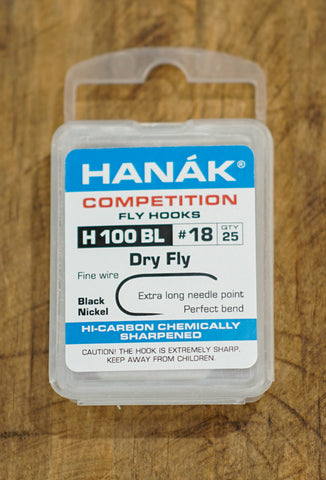 HANÁK®
COMPETITION
FLY HOOKS
H 100 BL #18 QTY 25
Dry Fly
Fine wire
Black Nickel
Extra long needle point
Perfect bend
HI-CARBON CHEMICALLY
SHARPENED
CAUTION! THE HOOK IS EXTREMELY SHARP.
KEEP AWAY FROM CHILDREN.